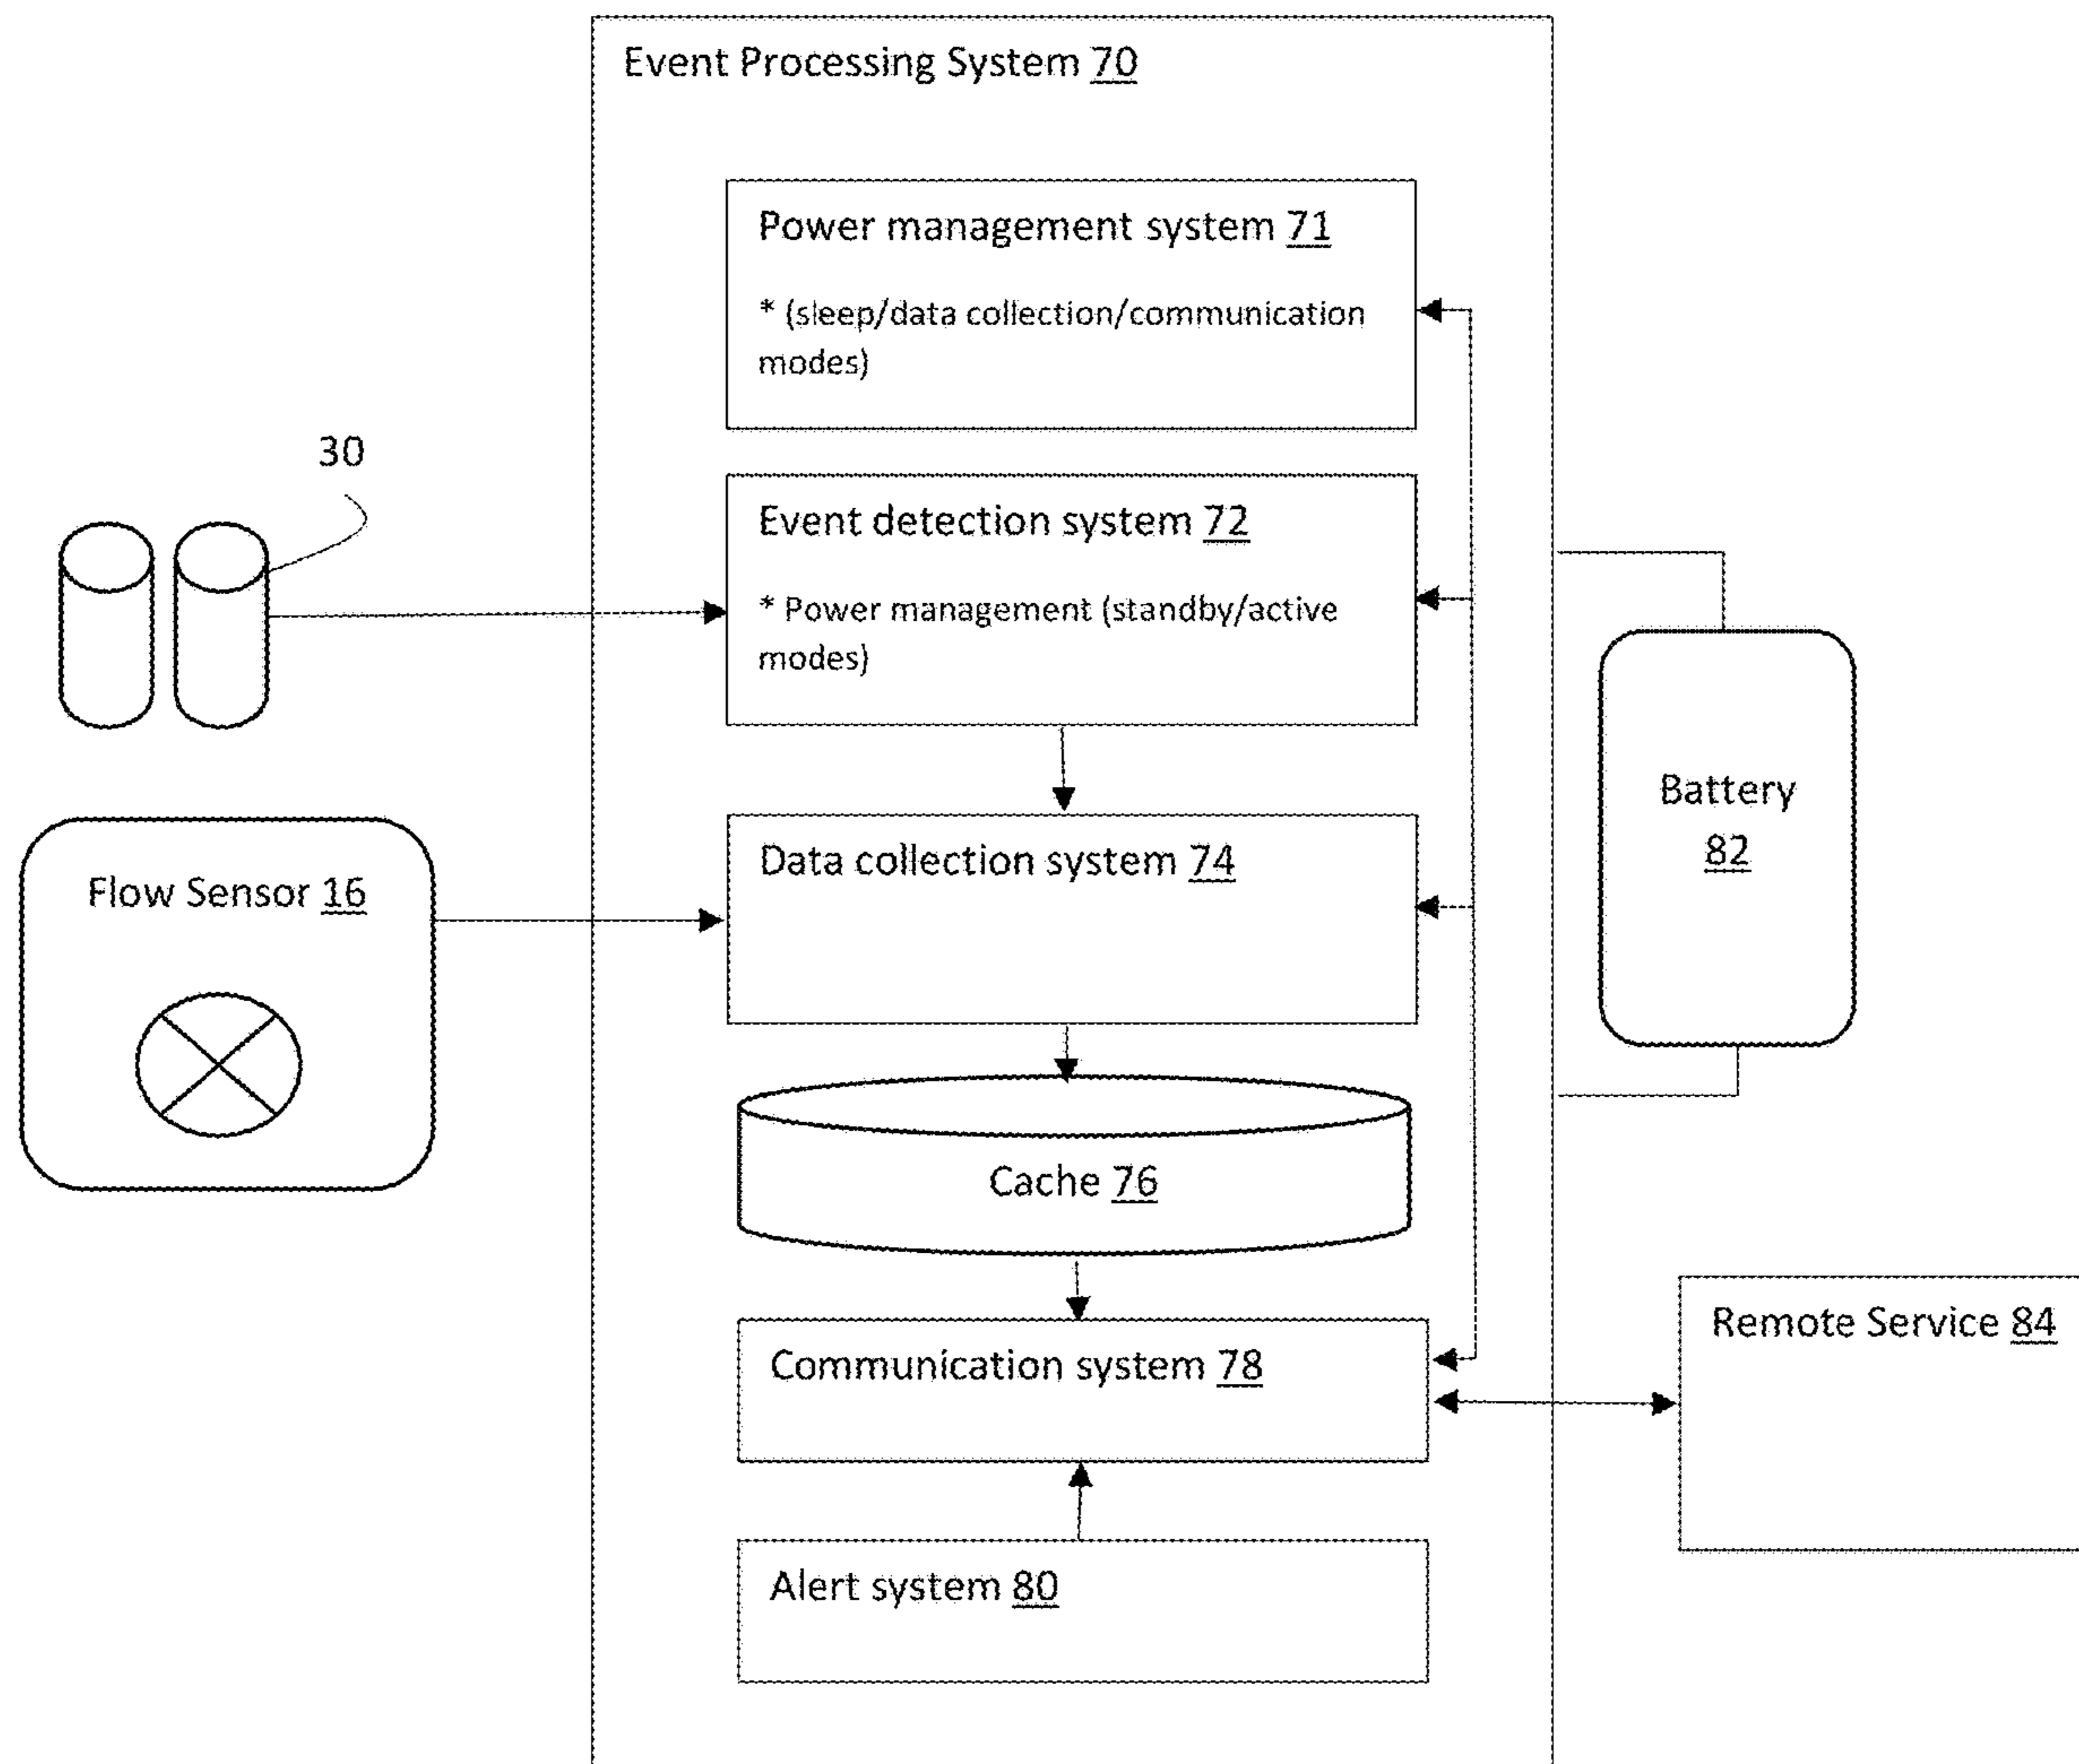 Event Processing System 70
Power management system 71
* (sleep/data collection/communication
modes)
30
Event detection system 72
* Power management (standby/active
modes)
Battery
82
Data collection system 74
Flow Sensor 16
Cache 76
Remote Service 84
Communication system 78
Alert system 80